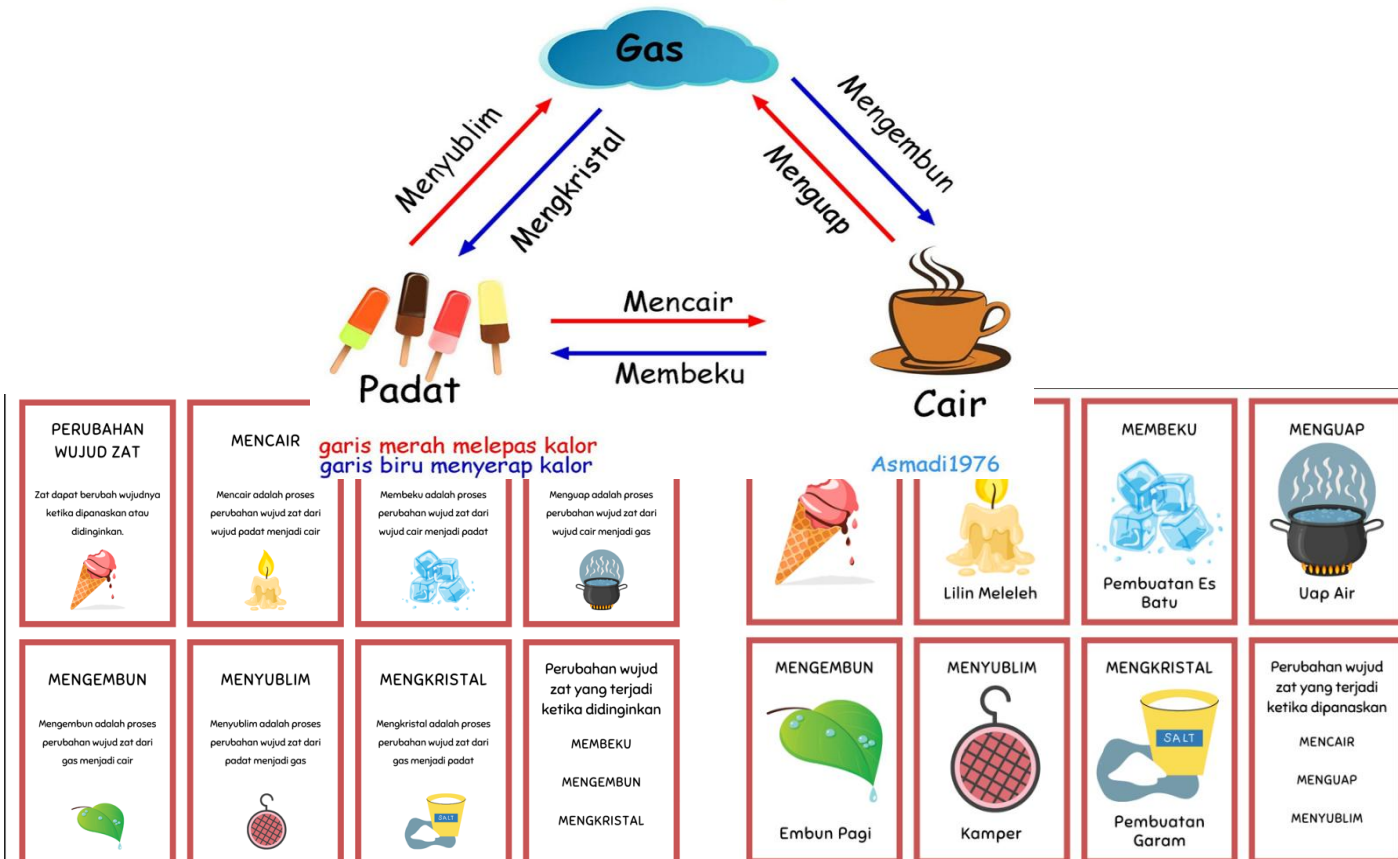 Gas
Menyublim
Mengkristal
Menguap
Mengembun
Mencair
Membeku
Padat
Cair
garis merah melepas kalor
garis biru menyerap kalor
Asmadi1976
PERUBAHAN
WUJUD ZAT
Zat dapat berubah wujudnya
ketika dipanaskan atau
didinginkan.
MENCAIR
Mencair adalah proses
perubahan wujud zat dari
wujud padat menjadi cair
Membeku adalah proses
perubahan wujud zat dari
wujud cair menjadi padat
Menguap adalah proses
perubahan wujud zat dari
wujud cair menjadi gas
Lilin Meleleh
MEMBEKU
Pembuatan Es
Batu
MENGUAP
Uap Air
MENGEMBUN
Mengembun adalah proses
perubahan wujud zat dari
gas menjadi cair
MENYUBLIM
Menyublim adalah proses
perubahan wujud zat dari
padat menjadi gas
MENGKRISTAL
Mengkristal adalah proses
perubahan wujud zat dari
gas menjadi padat
SALT
Perubahan wujud
zat yang terjadi
ketika didinginkan
MEMBEKU
MENGEMBUN
MENGKRISTAL
MENGEMBUN
Embun Pagi
MENYUBLIM
Kamper
MENGKRISTAL
SALT
Pembuatan
Garam
Perubahan wujud
zat yang terjadi
ketika dipanaskan
MENCAIR
MENGUAP
MENYUBLIM